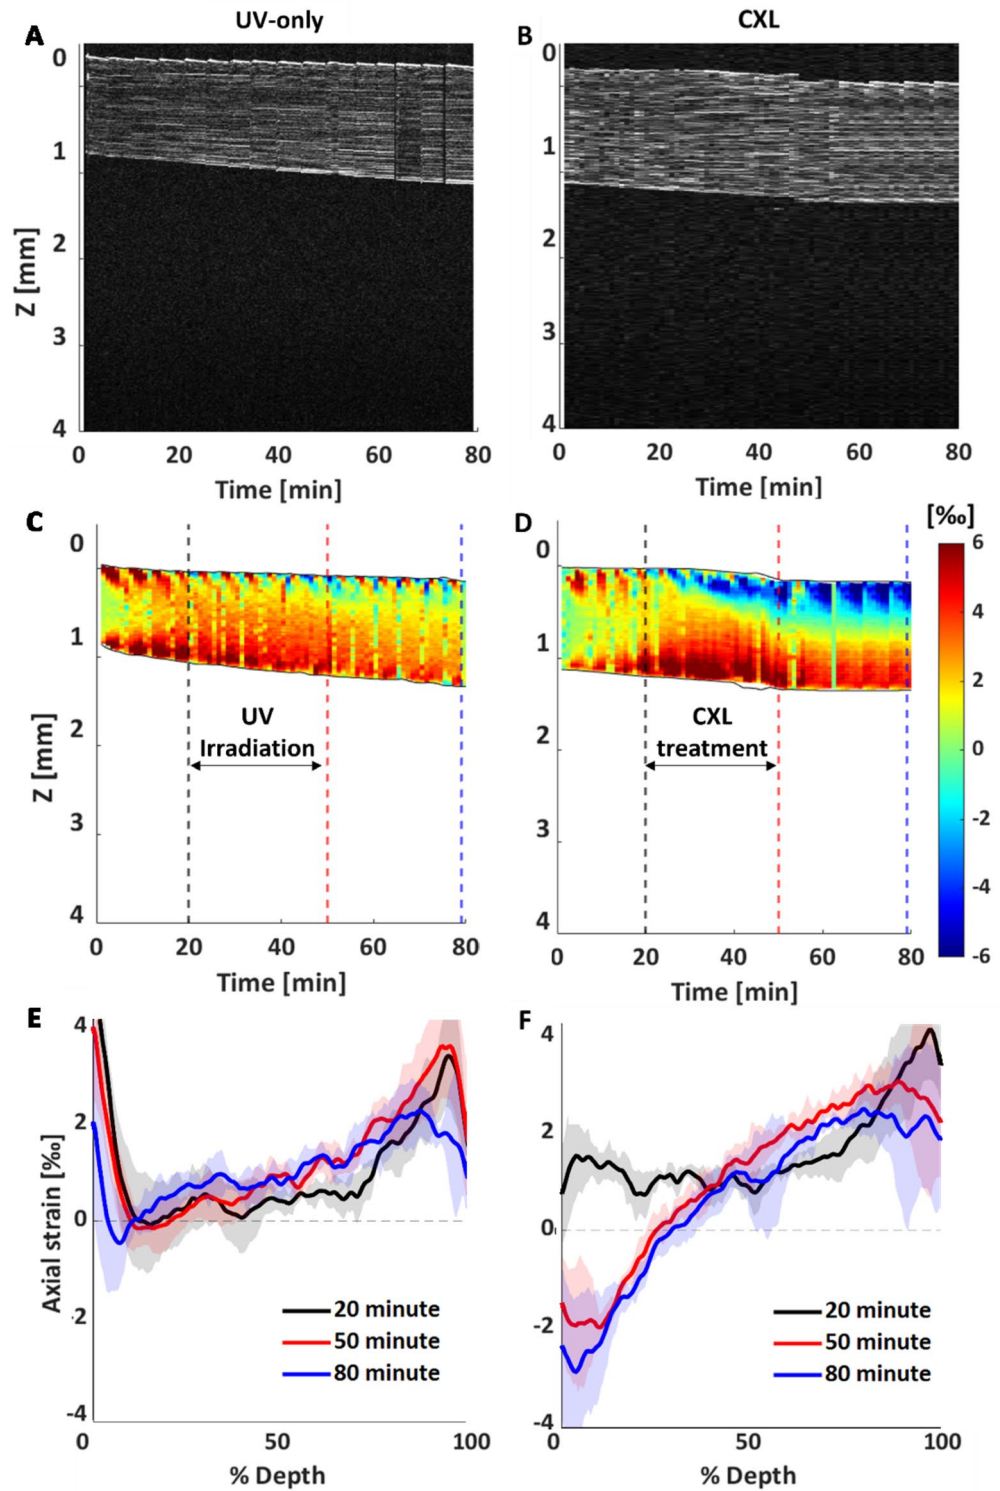 A UV-only B CXL
0 0
1 1
2 2
3 3
4 4
Z [mm]
0 20 40 60 80 0 20 40 60 80
Time [min] Time [min]
C D [‰]
0 0 6
1 1 4
2 2 2
3 3 0
4 4 -2
-4
-6
UV CXL
Irradiation treatment
Z [mm]
0 20 40 60 80 0 20 40 60 80
Time [min] Time [min]
E F
4 4
2 2
0 0
-2 -2
-4 -4
Axial strain [‰]
20 minute 20 minute
50 minute 50 minute
80 minute 80 minute
0 50 100 0 50 100
% Depth % Depth